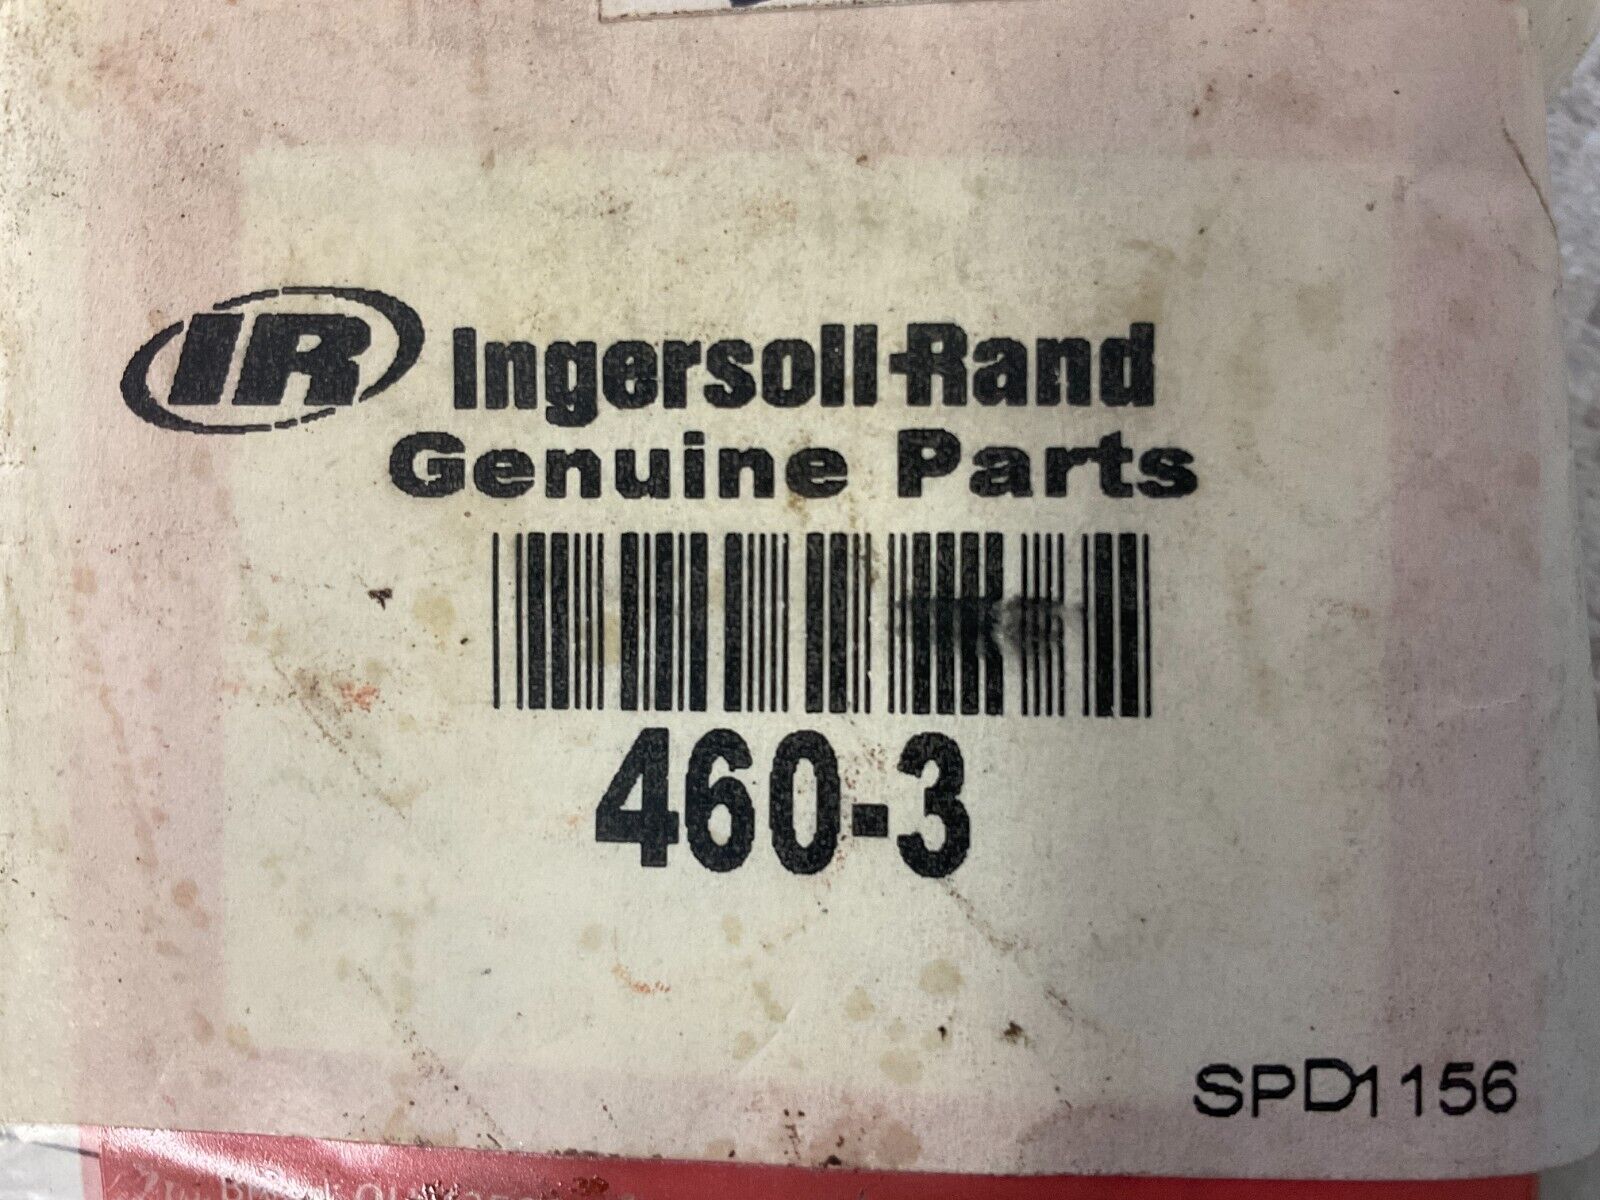 IR Ingersoll-Rand
Genuine Parts
460-3
SPD1156